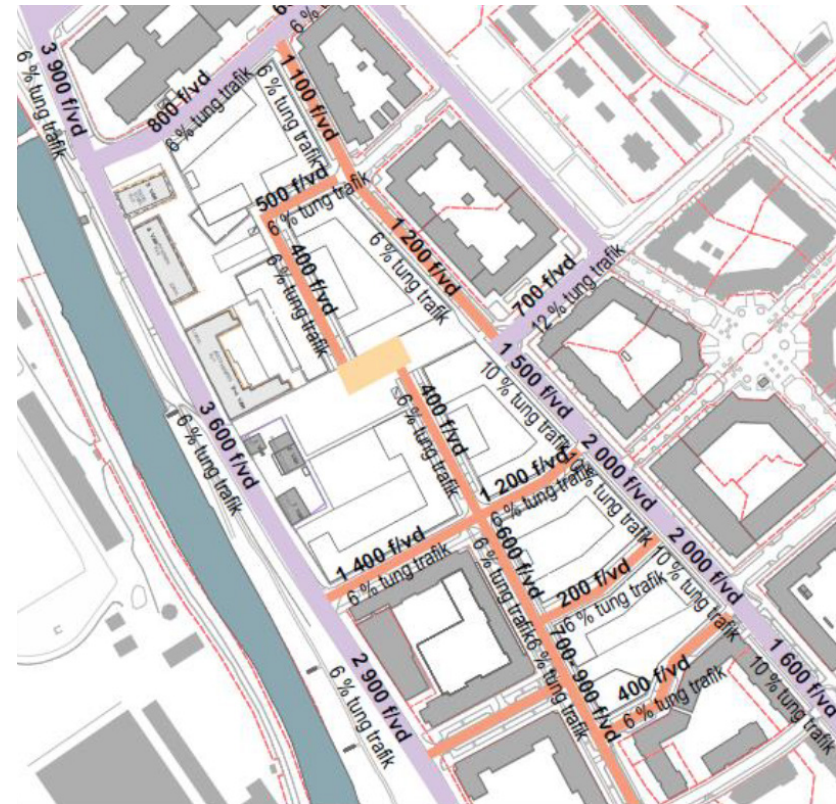 3 900 f/vd
6 % tung trafik
800 f/vd
6 % tung trafik
1 100 f/vd
6 % tung trafik
500 f/vd
6 % tung trafik
400 f/vd
6 % tung trafik
1 200 f/vd
6 % tung trafik
700 f/vd
12 % tung trafik
1 500 f/vd
10 % tung trafik
400 f/vd
6 % tung trafik
3 600 f/vd
6 % tung trafik
2 000 f/vd
% tung trafik
1 200 f/vd
6 % tung trafik
1 400 f/vd
6 % tung trafik
600 f/vd
6 % tung trafik
200 f/vd
6 % tung trafik
2 000 f/vd
10 % tung trafik
700- 900 f/vd
6 % tung trafik
400 f/vd
6 % tung trafik
1 600 f/vd
10 % tung trafik
2 900 f/vd
6 % tung trafik